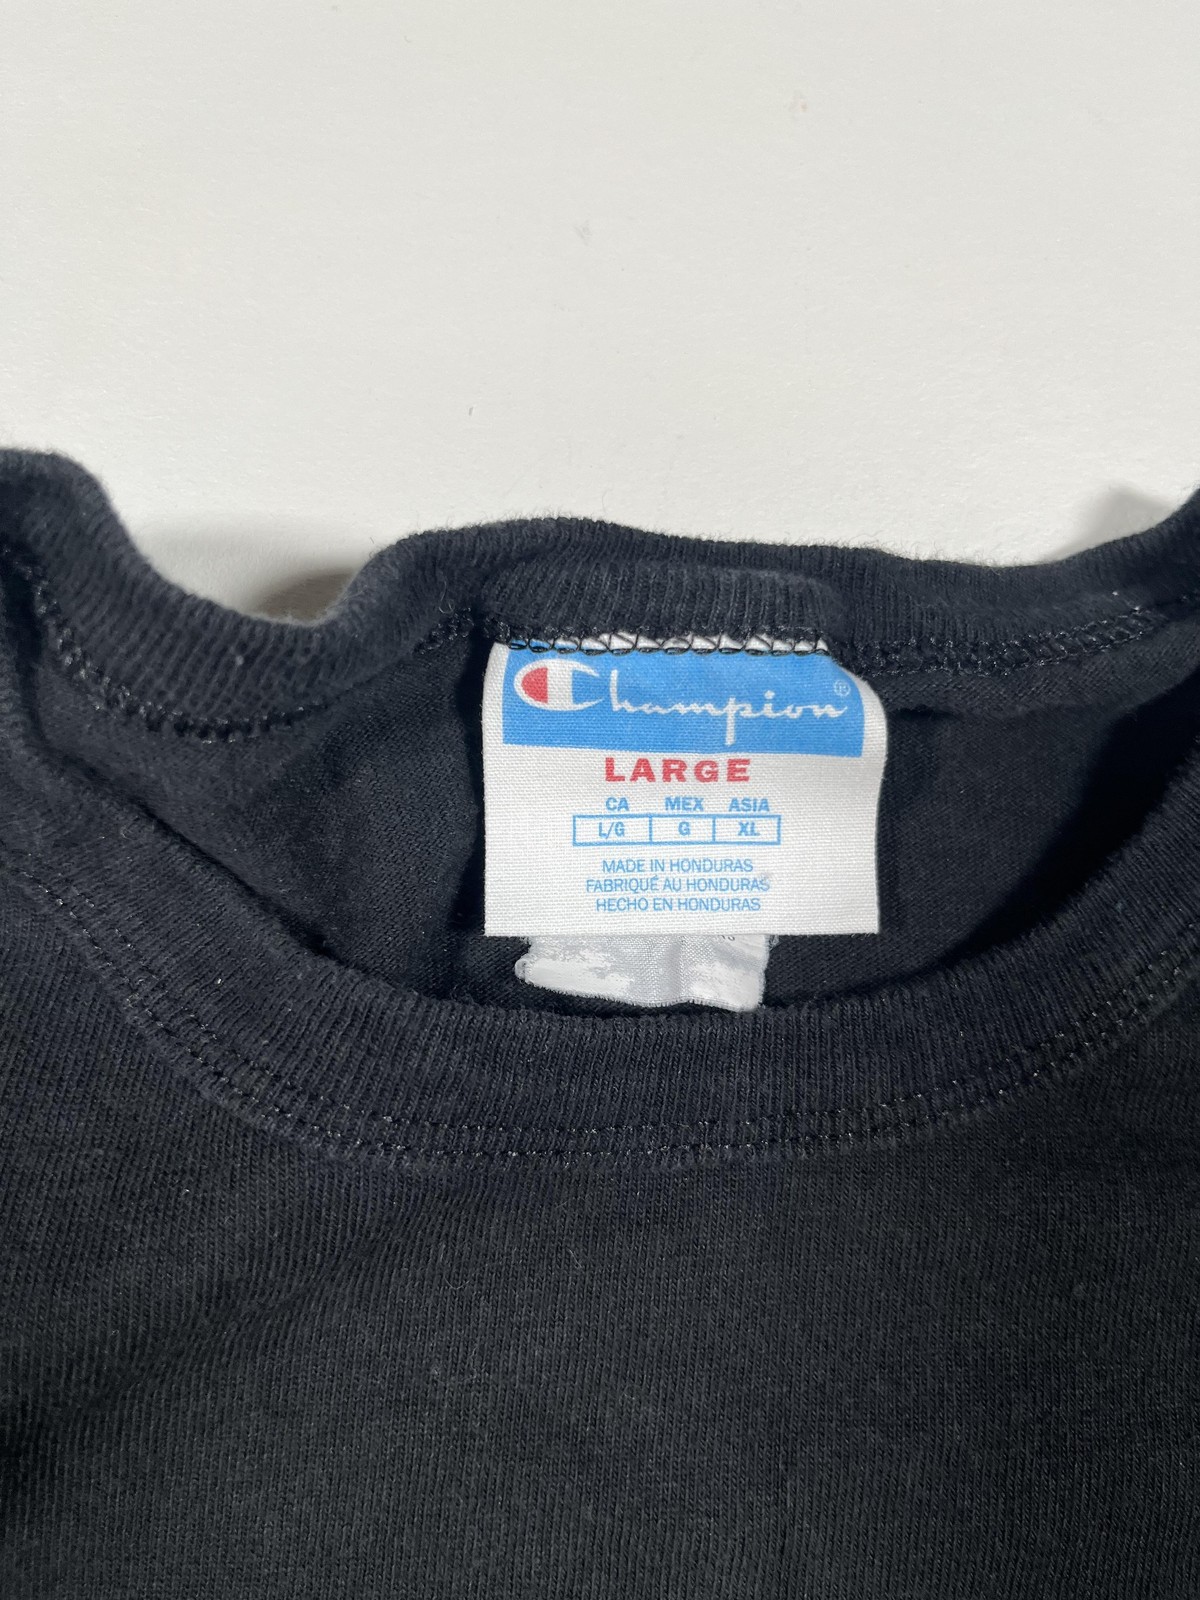 Champion®
LARGE
CA MEX ASIA
L/G G XL
MADE IN HONDURAS
FABRIQUÉ AU HONDURAS
HECHO EN HONDURAS